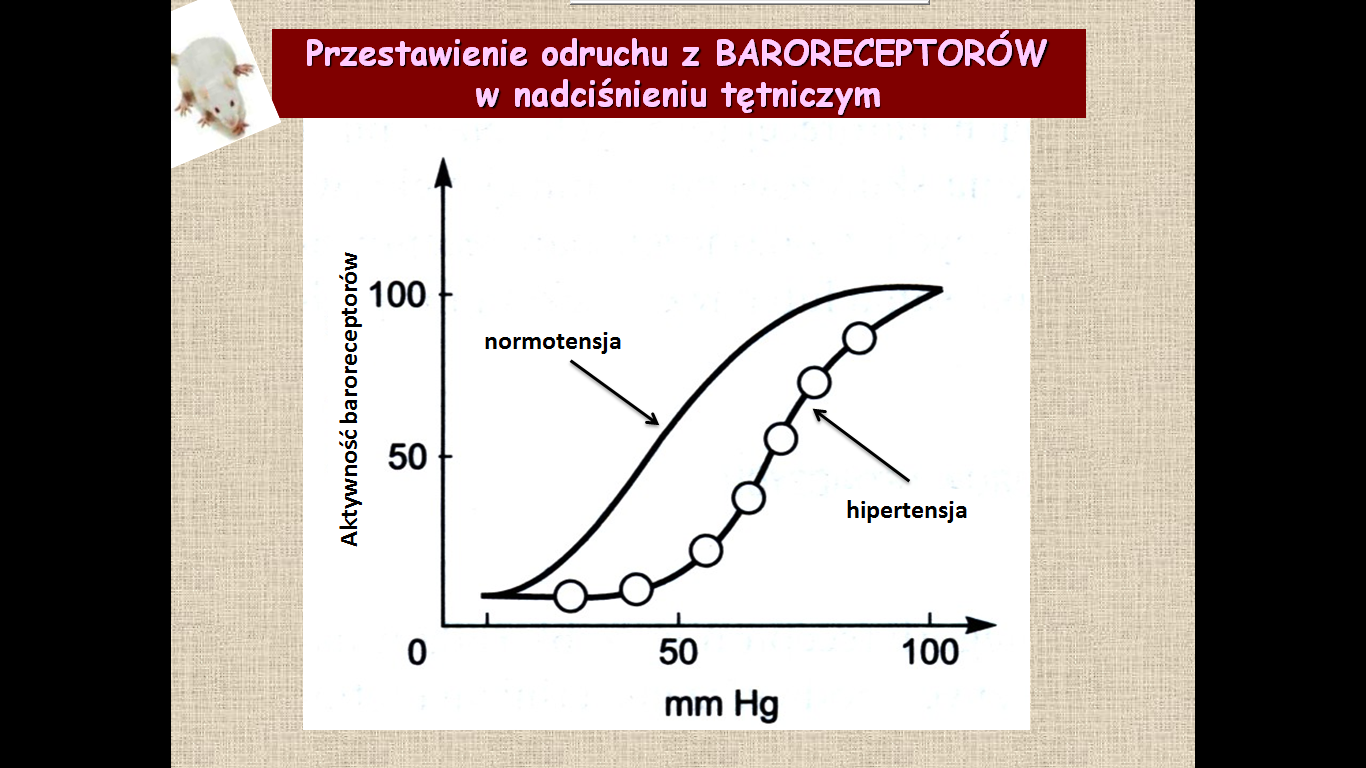 Przestawienie odruchu z BARORECEPTORÓW
w nadciśnieniu tętniczym
Aktywność baroreceptorów
100
normotensja
50
hipertensja
0
50
100
mm Hg